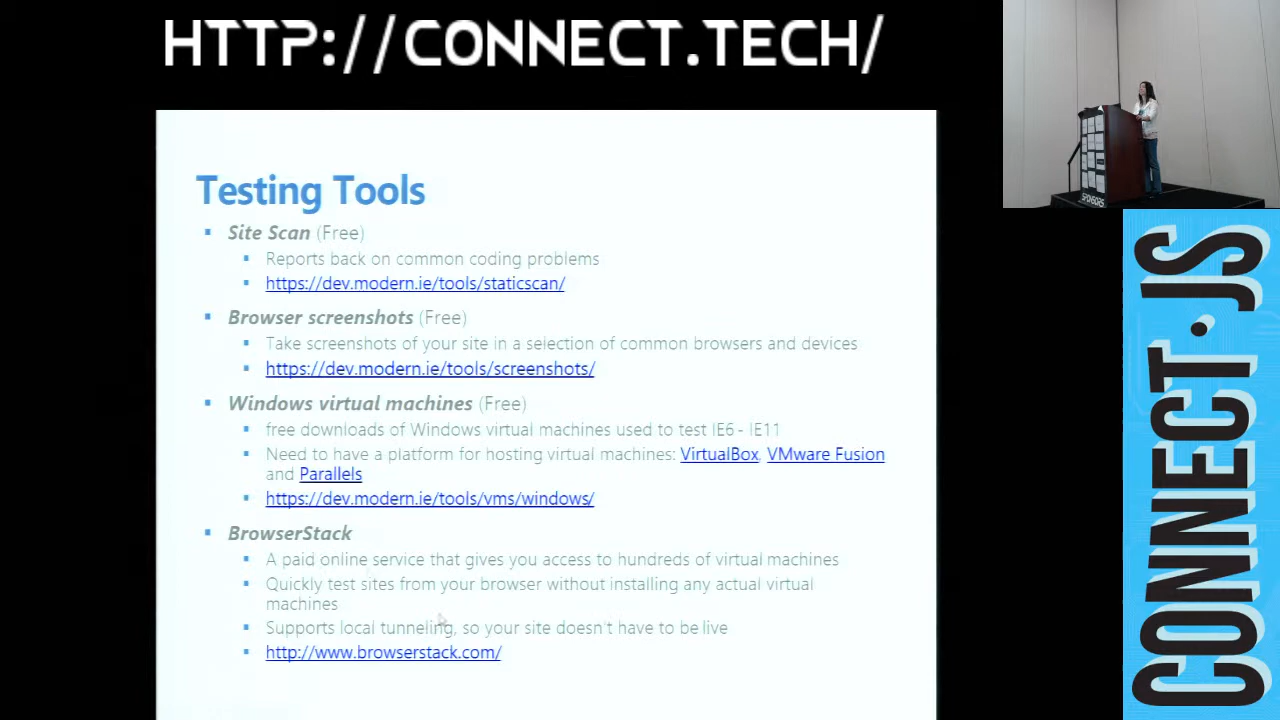 HTTP://CONNECT.TECH/
Testing Tools
Site Scan (Free)
Reports back on common coding problems
https://dev.modern.ie/tools/staticscan/
Browser screenshots (Free)
Take screenshots of your site in a selection of common browsers and devices
https://dev.modern.ie/tools/screenshots/
Windows virtual machines (Free)
free downloads of Windows virtual machines used to test IE6 - IE11
Need to have a platform for hosting virtual machines: VirtualBox, VMware Fusion
and Parallels
https://dev.modern.ie/tools/vms/windows/
BrowserStack
A paid online service that gives you access to hundreds of virtual machines
Quickly test sites from your browser without installing any actual virtual
machines
Supports local tunneling, so your site doesn't have to be live
http://www.browserstack.com/
SPONSORS
CONNECT.JS